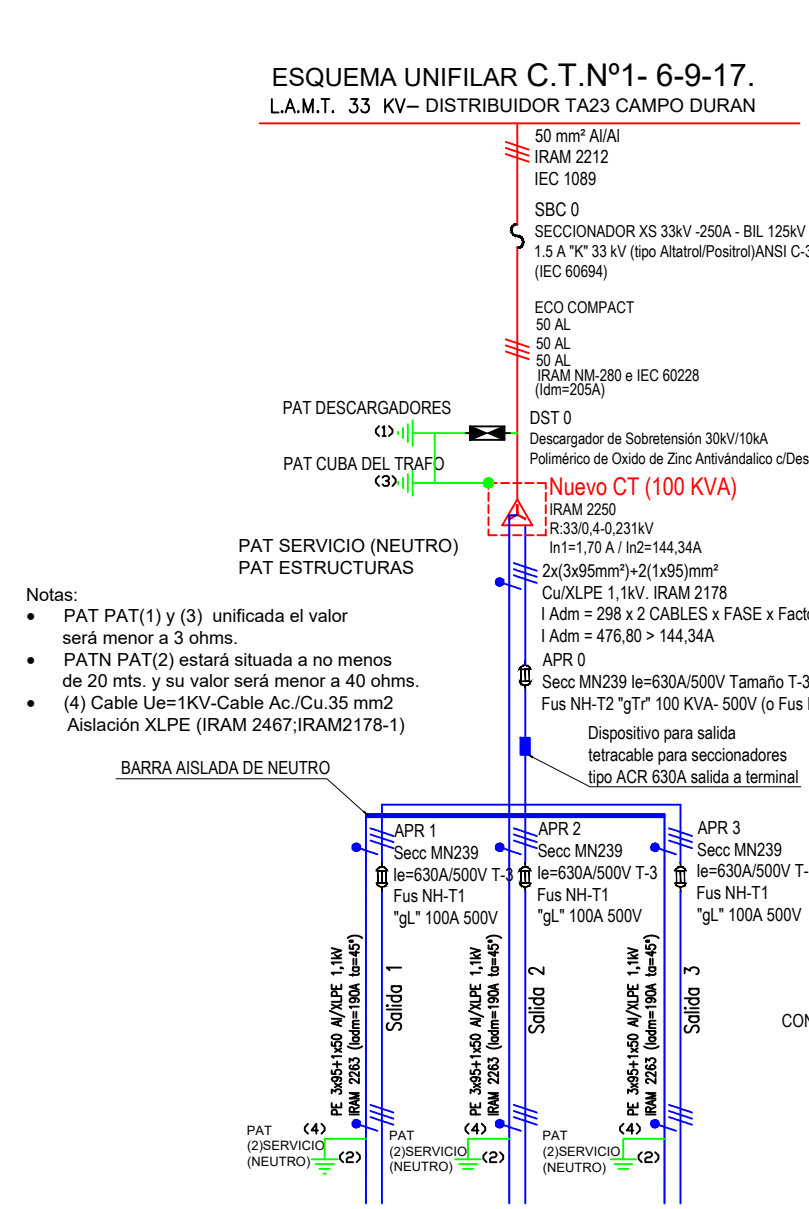 ESQUEMA UNIFILAR C.T.Nº1- 6-9-17.
L.A.M.T. 33 KV– DISTRIBUIDOR TA23 CAMPO DURAN
50 mm² Al/Al
IRAM 2212
IEC 1089
SBC 0
SECCIONADOR XS 33kV -250A - BIL 125kV
1.5 A "K" 33 kV (tipo Altatrol/Positrol)ANSI C-3
(IEC 60694)
ECO COMPACT
50 AL
50 AL
50 AL
IRAM NM-280 e IEC 60228
(Idm=205A)
PAT DESCARGADORES
(1)
DST 0
Descargador de Sobretensión 30kV/10kA
Polimérico de Oxido de Zinc Antivándalico c/Des
PAT CUBA DEL TRAFO
(3)
Nuevo CT (100 KVA)
IRAM 2250
R:33/0,4-0,231kV
In1=1,70 A / In2=144,34A
PAT SERVICIO (NEUTRO)
PAT ESTRUCTURAS
2x(3x95mm²)+2(1x95)mm²
Cu/XLPE 1,1kV. IRAM 2178
I Adm = 298 x 2 CABLES x FASE x Facto
I Adm = 476,80 > 144,34A
Notas:
• PAT PAT(1) y (3) unificada el valor
será menor a 3 ohms.
• PATN PAT(2) estará situada a no menos
de 20 mts. y su valor será menor a 40 ohms.
• (4) Cable Ue=1KV-Cable Ac./Cu.35 mm2
Aislación XLPE (IRAM 2467;IRAM2178-1)
APR 0
Secc MN239 Ie=630A/500V Tamaño T-3
Fus NH-T2 "gTr" 100 KVA- 500V (o Fus
Dispositivo para salida
tetracable para seccionadores
tipo ACR 630A salida a terminal
BARRA AISLADA DE NEUTRO
APR 1
Secc MN239
Ie=630A/500V T-3
Fus NH-T1
"gL" 100A 500V
APR 2
Secc MN239
Ie=630A/500V T-3
Fus NH-T1
"gL" 100A 500V
APR 3
Secc MN239
Ie=630A/500V T-
Fus NH-T1
"gL" 100A 500V
PE 3x95+1x50 Al/XLPE 1,1kV
IRAM 2263 (Iadm=190A ta=45°)
Salida 1
PE 3x95+1x50 Al/XLPE 1,1kV
IRAM 2263 (Iadm=190A ta=45°)
Salida 2
PE 3x95+1x50 Al/XLPE 1,1kV
IRAM 2263 (Iadm=190A ta=45°)
Salida 3
CON
PAT
(2)SERVICIO
(NEUTRO)
(4)
(2)
PAT
(2)SERVICIO
(NEUTRO)
(4)
(2)
PAT
(2)SERVICIO
(NEUTRO)
(4)
(2)